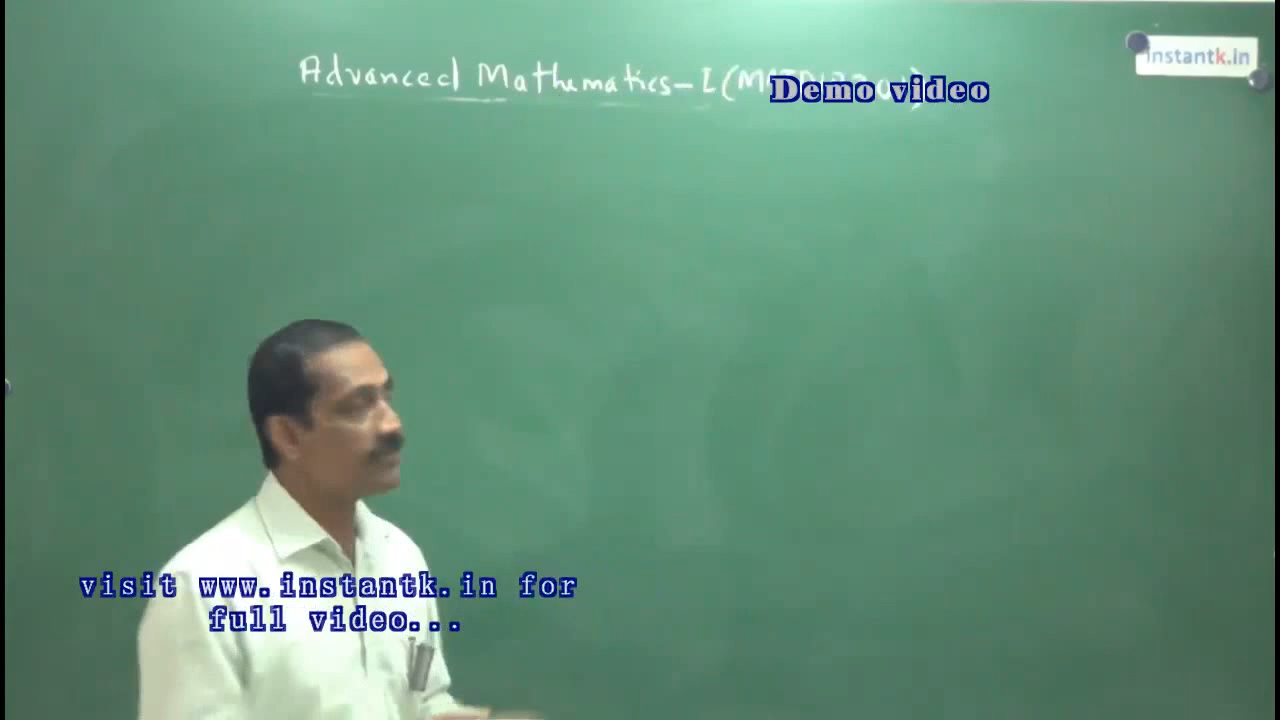 Advanced Mathematics-I (
Demo video
instantk.in
visit www.instantk.in for
full video...